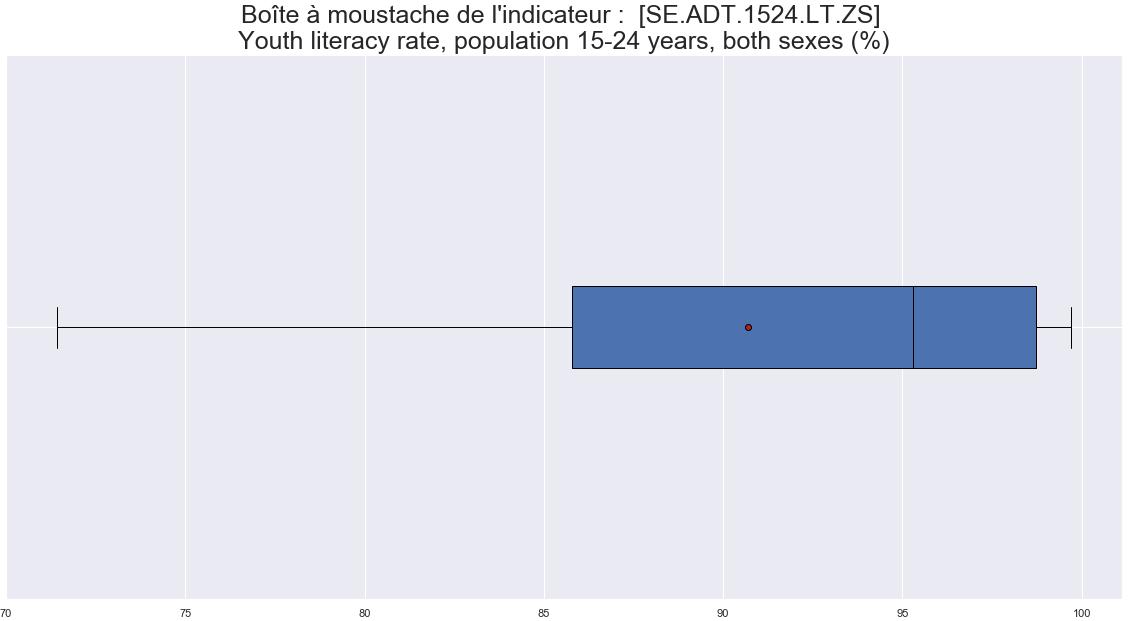 Boîte à moustache de l'indicateur :  [SE.ADT.1524.LT.ZS]
Youth literacy rate, population 15-24 years, both sexes (%)
70 75 80 85 90 95 100